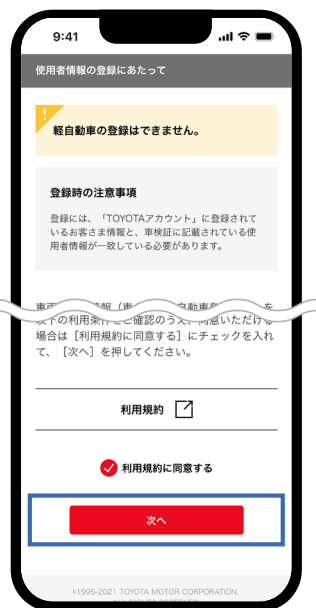 9:41
使用者情報の登録にあたって
!
軽自動車の登録はできません。
登録時の注意事項
登録には、「TOYOTAアカウント」に登録されて
いるお客さま情報と、車検証に記載されている使
用者情報が一致している必要があります。
以下の利用条件をご確認のうえ、同意いただける
場合は［利用規約に同意する］にチェックを入れ
て、［次へ］を押してください。
利用規約
利用規約に同意する
次へ
©1995-2021 TOYOTA MOTOR CORPORATION.
ALL RIGHTS RESERVED.